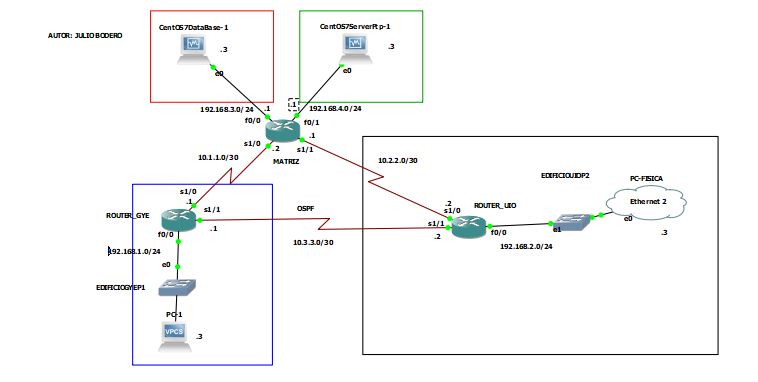 AUTOR: JULIO BODERO
CentOS7DataBase-1
.3
e0
CentOS7ServerFtp-1
.3
e0
192.168.3.0/24
.1
.1
192.168.4.0/24
f0/0
f0/1
s1/0
.2
.1
s1/1
MATRIZ
10.1.1.0/30
10.2.2.0/30
s1/0
.1
ROUTER_GYE
s1/1
.1
f0/0
OSPF
10.3.3.0/30
192.168.1.0/24
e0
EDIFICIOGYEP1
PC-1
VPCS
.3
.2
s1/0
ROUTER_UIO
s1/1
.2
f0/0
192.168.2.0/24
EDIFICIOUIOP2
e1
PC-FISICA
Ethernet 2
e0
.3